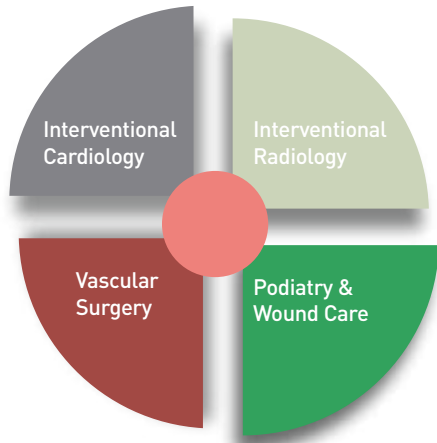 Interventional
Cardiology
Interventional
Radiology
Vascular
Surgery
Podiatry &
Wound Care